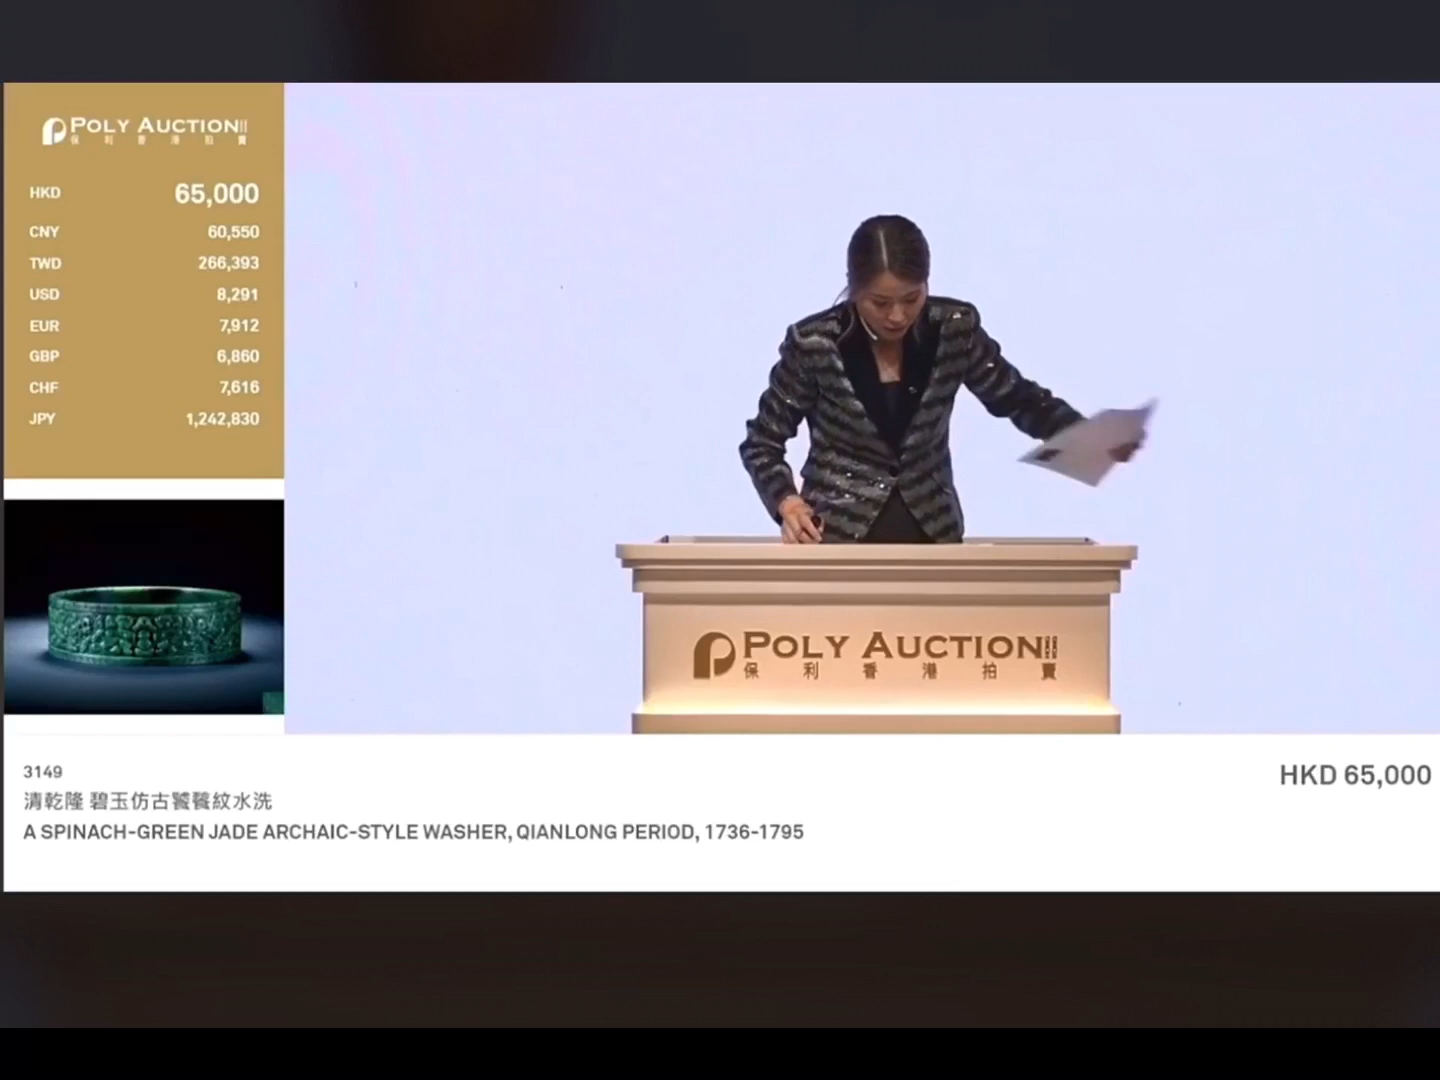 POLY AUCTION
保利香港拍賣
HKD 65,000
CNY 60,550
TWD 266,393
USD 8,291
EUR 7,912
GBP 6,860
CHF 7,616
JPY 1,242,830
POLY AUCTION
保利香港拍賣
3149
HKD 65,000
清乾隆 碧玉仿古饕餮紋水洗
A SPINACH-GREEN JADE ARCHAIC-STYLE WASHER, QIANLONG PERIOD, 1736-1795